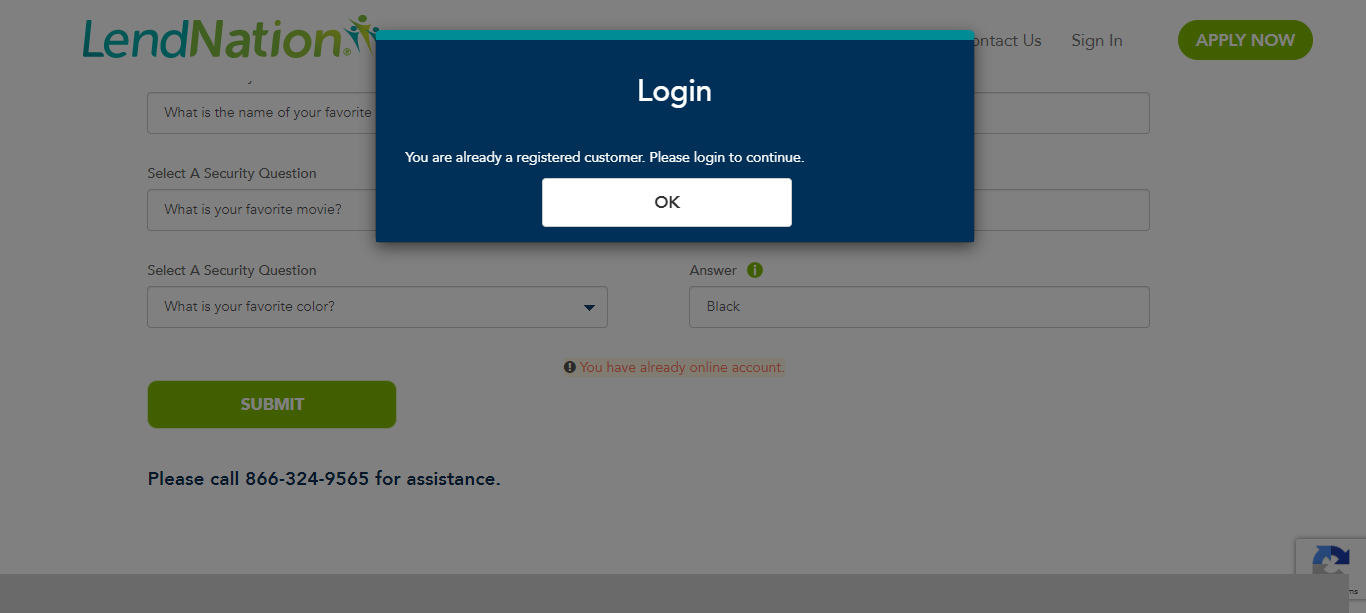 LendNation
ontact Us
Sign In
APPLY NOW
Login
What is the name of your favorite
You are already a registered customer. Please login to continue.
Select A Security Question
OK
What is your favorite movie?
Select A Security Question
Answer
What is your favorite color?
Black
You have already online account.
SUBMIT
Please call 866-324-9565 for assistance.